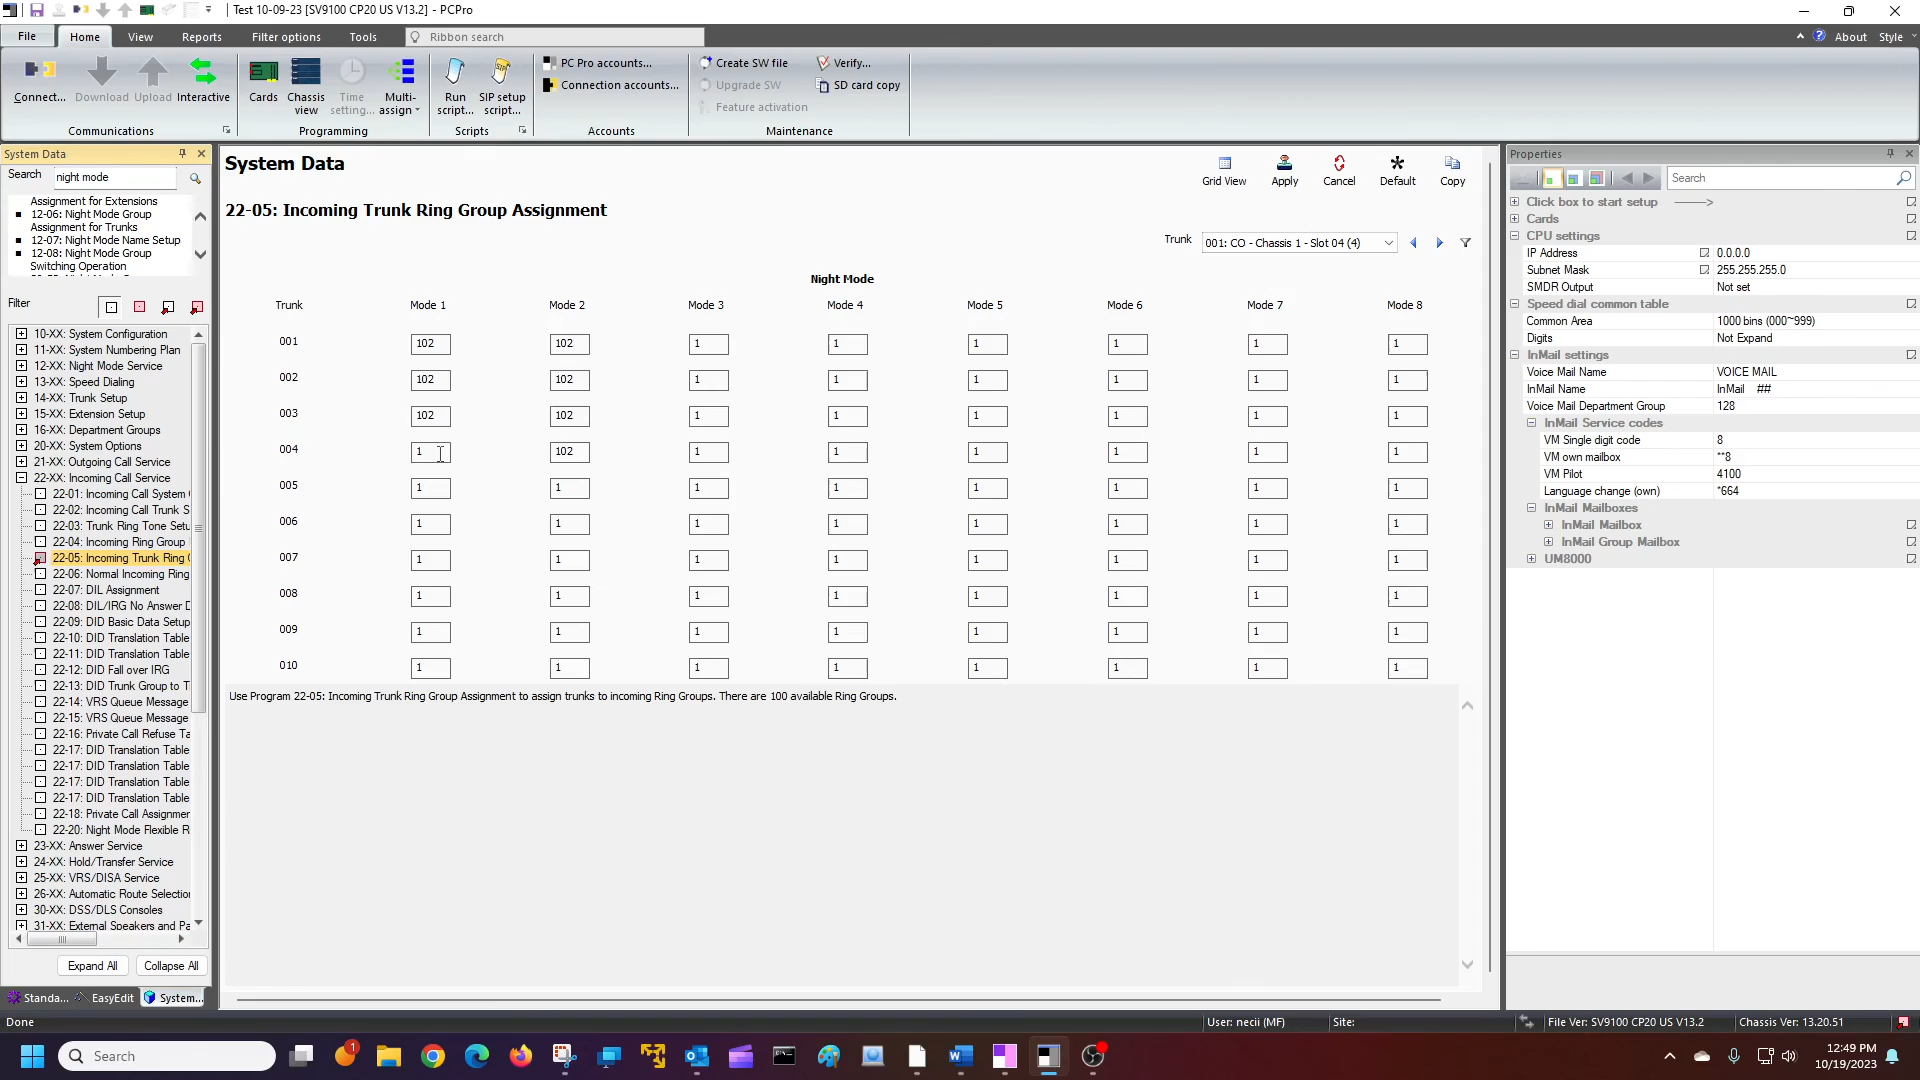 Test 10-09-23 [SV9100 CP20 US V13.2] - PCPro
File Home View Reports Filter options Tools Ribbon search About Style
Connect... Download Upload Interactive
Communications
Cards Chassis view Time setting... Multi-assign
Programming
Run script... SIP setup script...
Scripts
PC Pro accounts...
Connection accounts...
Accounts
Create SW file Verify...
Upgrade SW SD card copy
Feature activation
Maintenance
System Data
Search night mode
Assignment for Extensions
12-06: Night Mode Group
Assignment for Trunks
12-07: Night Mode Name Setup
12-08: Night Mode Group
Switching Operation
Filter
10-XX: System Configuration
11-XX: System Numbering Plan
12-XX: Night Mode Service
13-XX: Speed Dialing
14-XX: Trunk Setup
15-XX: Extension Setup
16-XX: Department Groups
20-XX: System Options
21-XX: Outgoing Call Service
22-XX: Incoming Call Service
22-01: Incoming Call System
22-02: Incoming Call Trunk S
22-03: Trunk Ring Tone Setu
22-04: Incoming Ring Group
22-05: Incoming Trunk Ring
22-06: Normal Incoming Ring
22-07: DIL Assignment
22-08: DIL/IRG No Answer D
22-09: DID Basic Data Setup
22-10: DID Translation Table
22-11: DID Translation Table
22-12: DID Fall over IRG
22-13: DID Trunk Group to T
22-14: VRS Queue Message
22-15: VRS Queue Message
22-16: Private Call Refuse Ta
22-17: DID Translation Table
22-17: DID Translation Table
22-17: DID Translation Table
22-17: DID Translation Table
22-18: Private Call Assignmen
22-20: Night Mode Flexible R
23-XX: Answer Service
24-XX: Hold/Transfer Service
25-XX: VRS/DISA Service
26-XX: Automatic Route Selection
30-XX: DSS/DLS Consoles
31-XX: External Speakers and Pa
Expand All Collapse All
Standa... EasyEdit System...
System Data
Grid View Apply Cancel Default Copy
22-05: Incoming Trunk Ring Group Assignment
Trunk 001: CO - Chassis 1 - Slot 04 (4)
Night Mode
Trunk Mode 1 Mode 2 Mode 3 Mode 4 Mode 5 Mode 6 Mode 7 Mode 8
001 102 102 1 1 1 1 1 1
002 102 102 1 1 1 1 1 1
003 102 102 1 1 1 1 1 1
004 1 102 1 1 1 1 1 1
005 1 1 1 1 1 1 1 1
006 1 1 1 1 1 1 1 1
007 1 1 1 1 1 1 1 1
008 1 1 1 1 1 1 1 1
009 1 1 1 1 1 1 1 1
010 1 1 1 1 1 1 1 1
Use Program 22-05: Incoming Trunk Ring Group Assignment to assign trunks to incoming Ring Groups. There are 100 available Ring Groups.
Properties
Search
Click box to start setup ----->
Cards
CPU settings
IP Address 0.0.0.0
Subnet Mask 255.255.255.0
SMDR Output Not set
Speed dial common table
Common Area 1000 bins (000~999)
Digits Not Expand
InMail settings
Voice Mail Name VOICE MAIL
InMail Name InMail ##
Voice Mail Department Group 128
InMail Service codes
VM Single digit code 8
VM own mailbox **8
VM Pilot 4100
Language change (own) *664
InMail Mailboxes
InMail Mailbox
InMail Group Mailbox
UM8000
Done User: necii (MF) Site: File Ver: SV9100 CP20 US V13.2 Chassis Ver: 13.20.51
Search 1 12:49 PM
10/19/2023